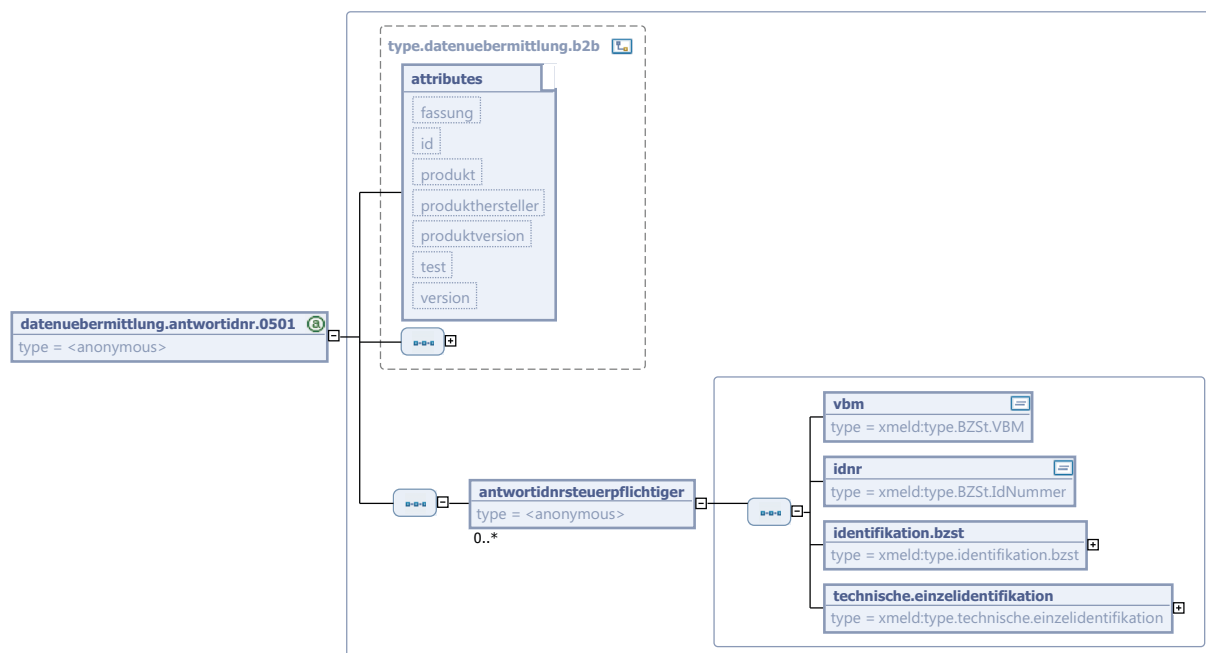 type.datenuebermittlung.b2b
attributes
fassung
id
produkt
produkthersteller
produktversion
test
version
datenuebermittlung.antwortidnr.0501
type = <anonymous>
vbm
type = xmeld:type.BZSt.VBM
idnr
type = xmeld:type.BZSt.IdNummer
antwortidnrsteuerpflichtiger
type = <anonymous>
0..*
identifikation.bzst
type = xmeld:type.identifikation.bzst
technische.einzelidentifikation
type = xmeld:type.technische.einzelidentifikation